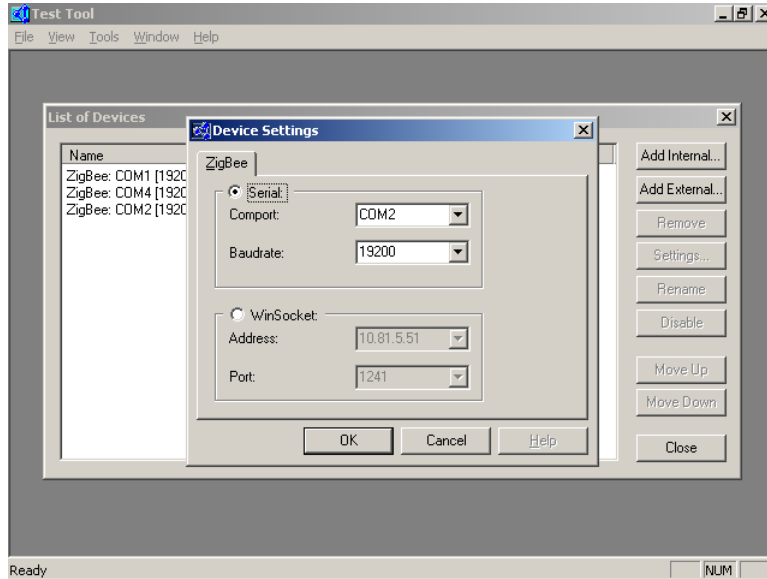 Test Tool
File View Tools Window Help
List of Devices
Device Settings
Name
ZigBee: COM1 [1920
ZigBee: COM4 [1920
ZigBee: COM2 [1920
ZigBee
Serial:
Comport: COM2
Baudrate: 19200
WinSocket:
Address: 10.81.5.51
Port: 1241
OK Cancel Help
Add Internal...
Add External...
Remove
Settings...
Rename
Disable
Move Up
Move Down
Close
Ready NUM